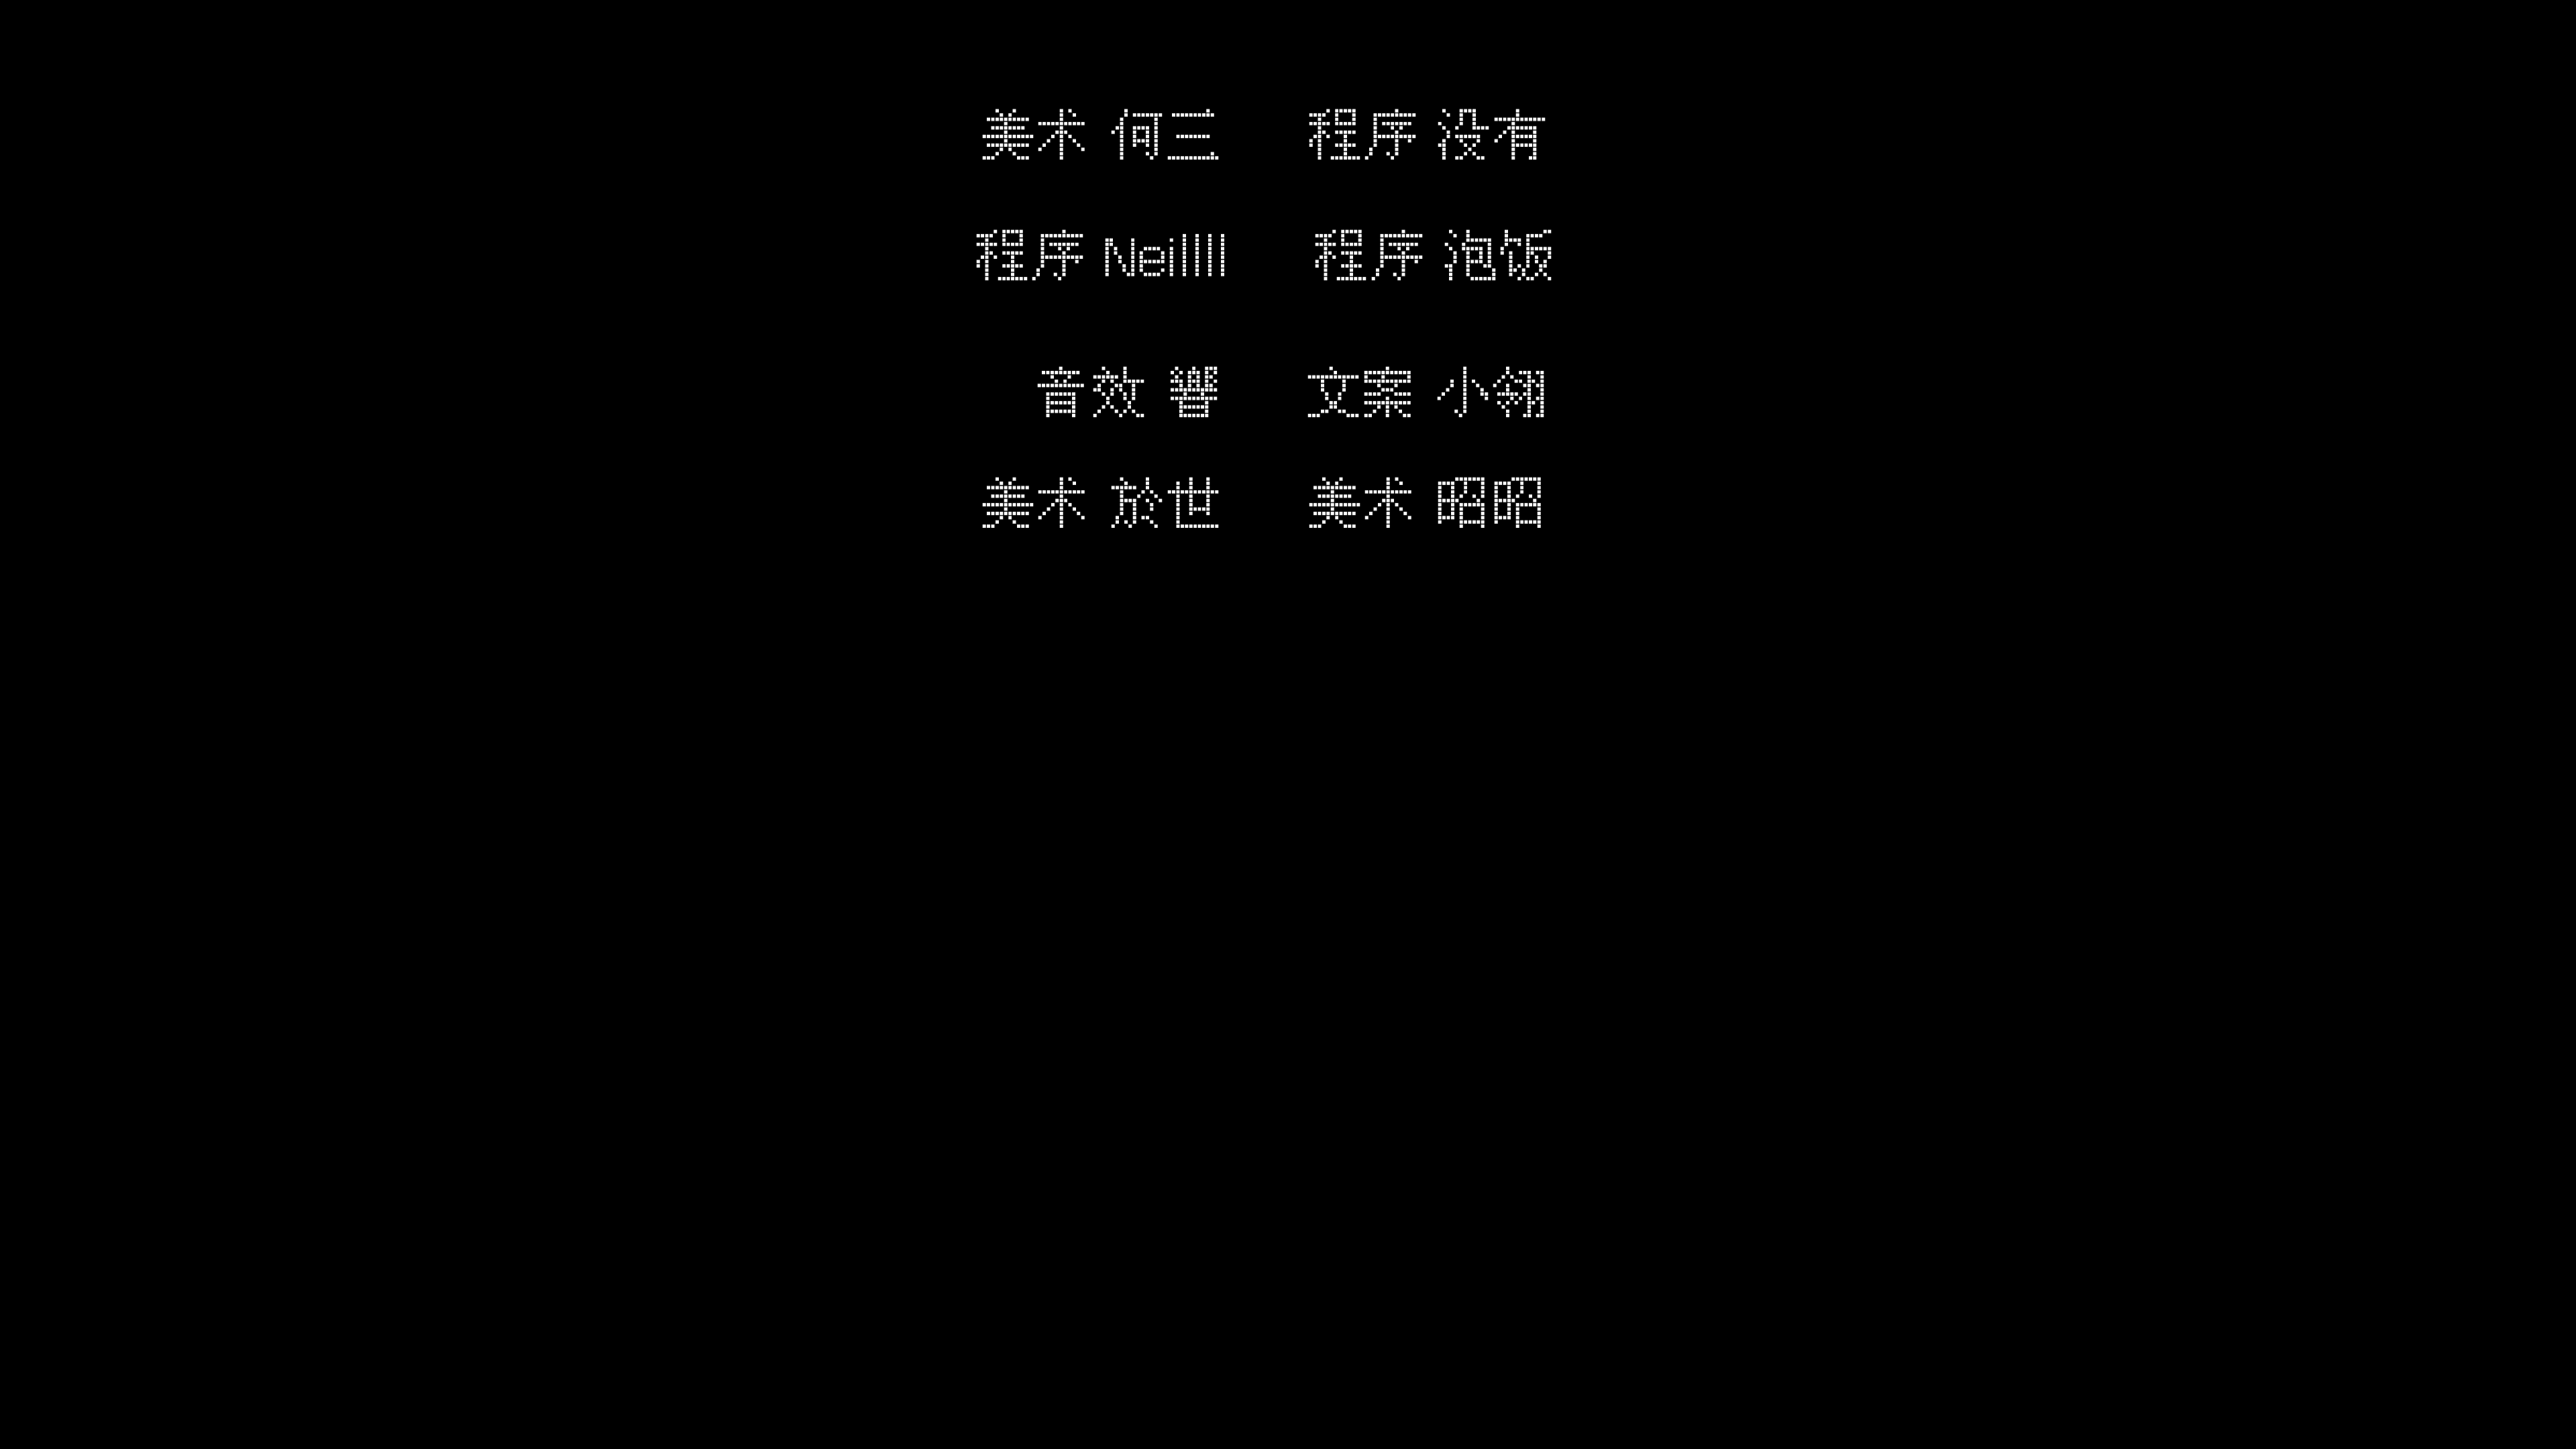 美术 何三 程序 没有
程序 Neillll 程序 泡饭
音效 響 文案 小翎
美术 於世 美术 昭昭